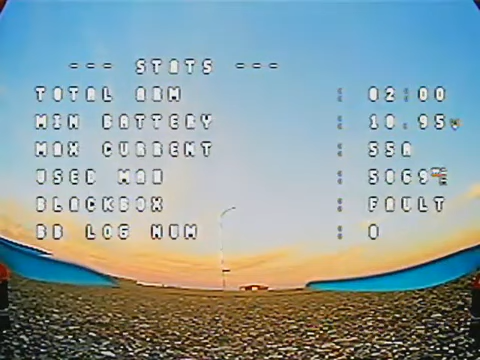 --- STATS ---
TOTAL ARM : 02:00
MIN BATTERY : 10.95V
MAX CURRENT : 55A
USED MAH
BLACKBOX : FAULT
BB LOG NUM : 0